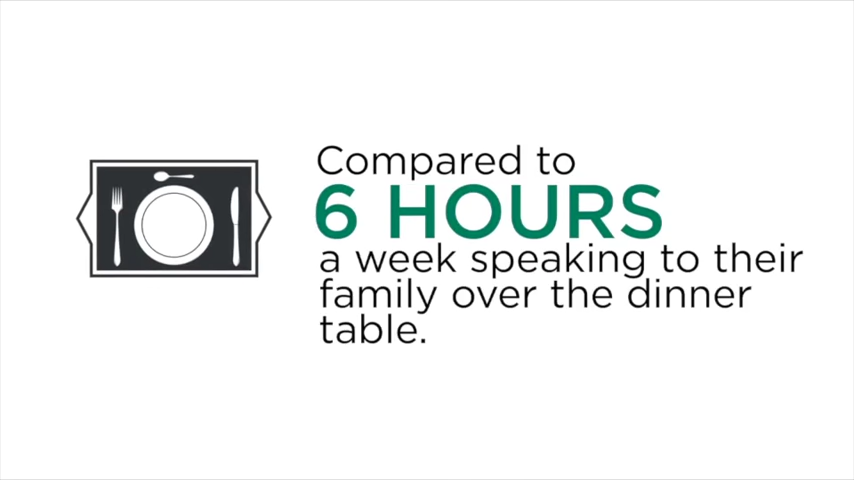 Compared to
6 HOURS
a week speaking to their
family over the dinner
table.